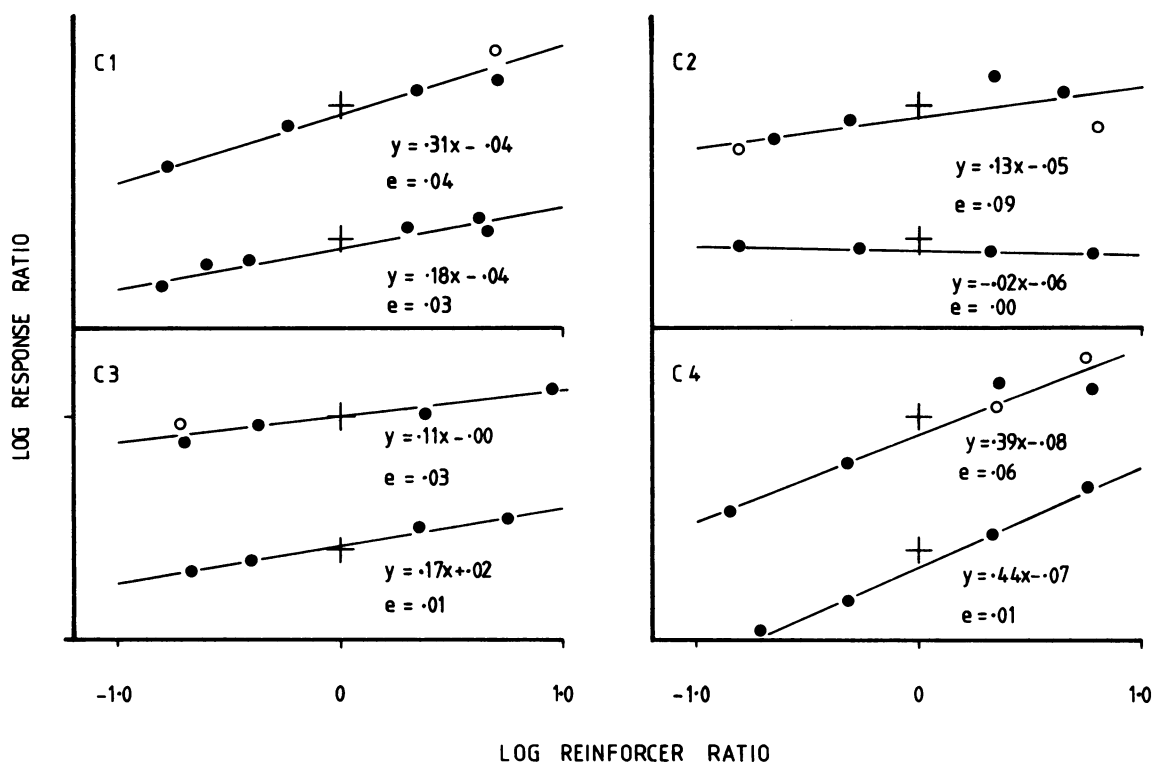 LOG RESPONSE RATIO
C1
y = ·31x - ·04
e = ·04
y = ·18x - ·04
e = ·03
C2
y = ·13x - ·05
e = ·09
y = -·02x - ·06
e = ·00
C3
y = ·11x - ·00
e = ·03
y = ·17x + ·02
e = ·01
C4
y = ·39x - ·08
e = ·06
y = ·44x - ·07
e = ·01
-1·0 0 1·0 -1·0 0 1·0
LOG REINFORCER RATIO